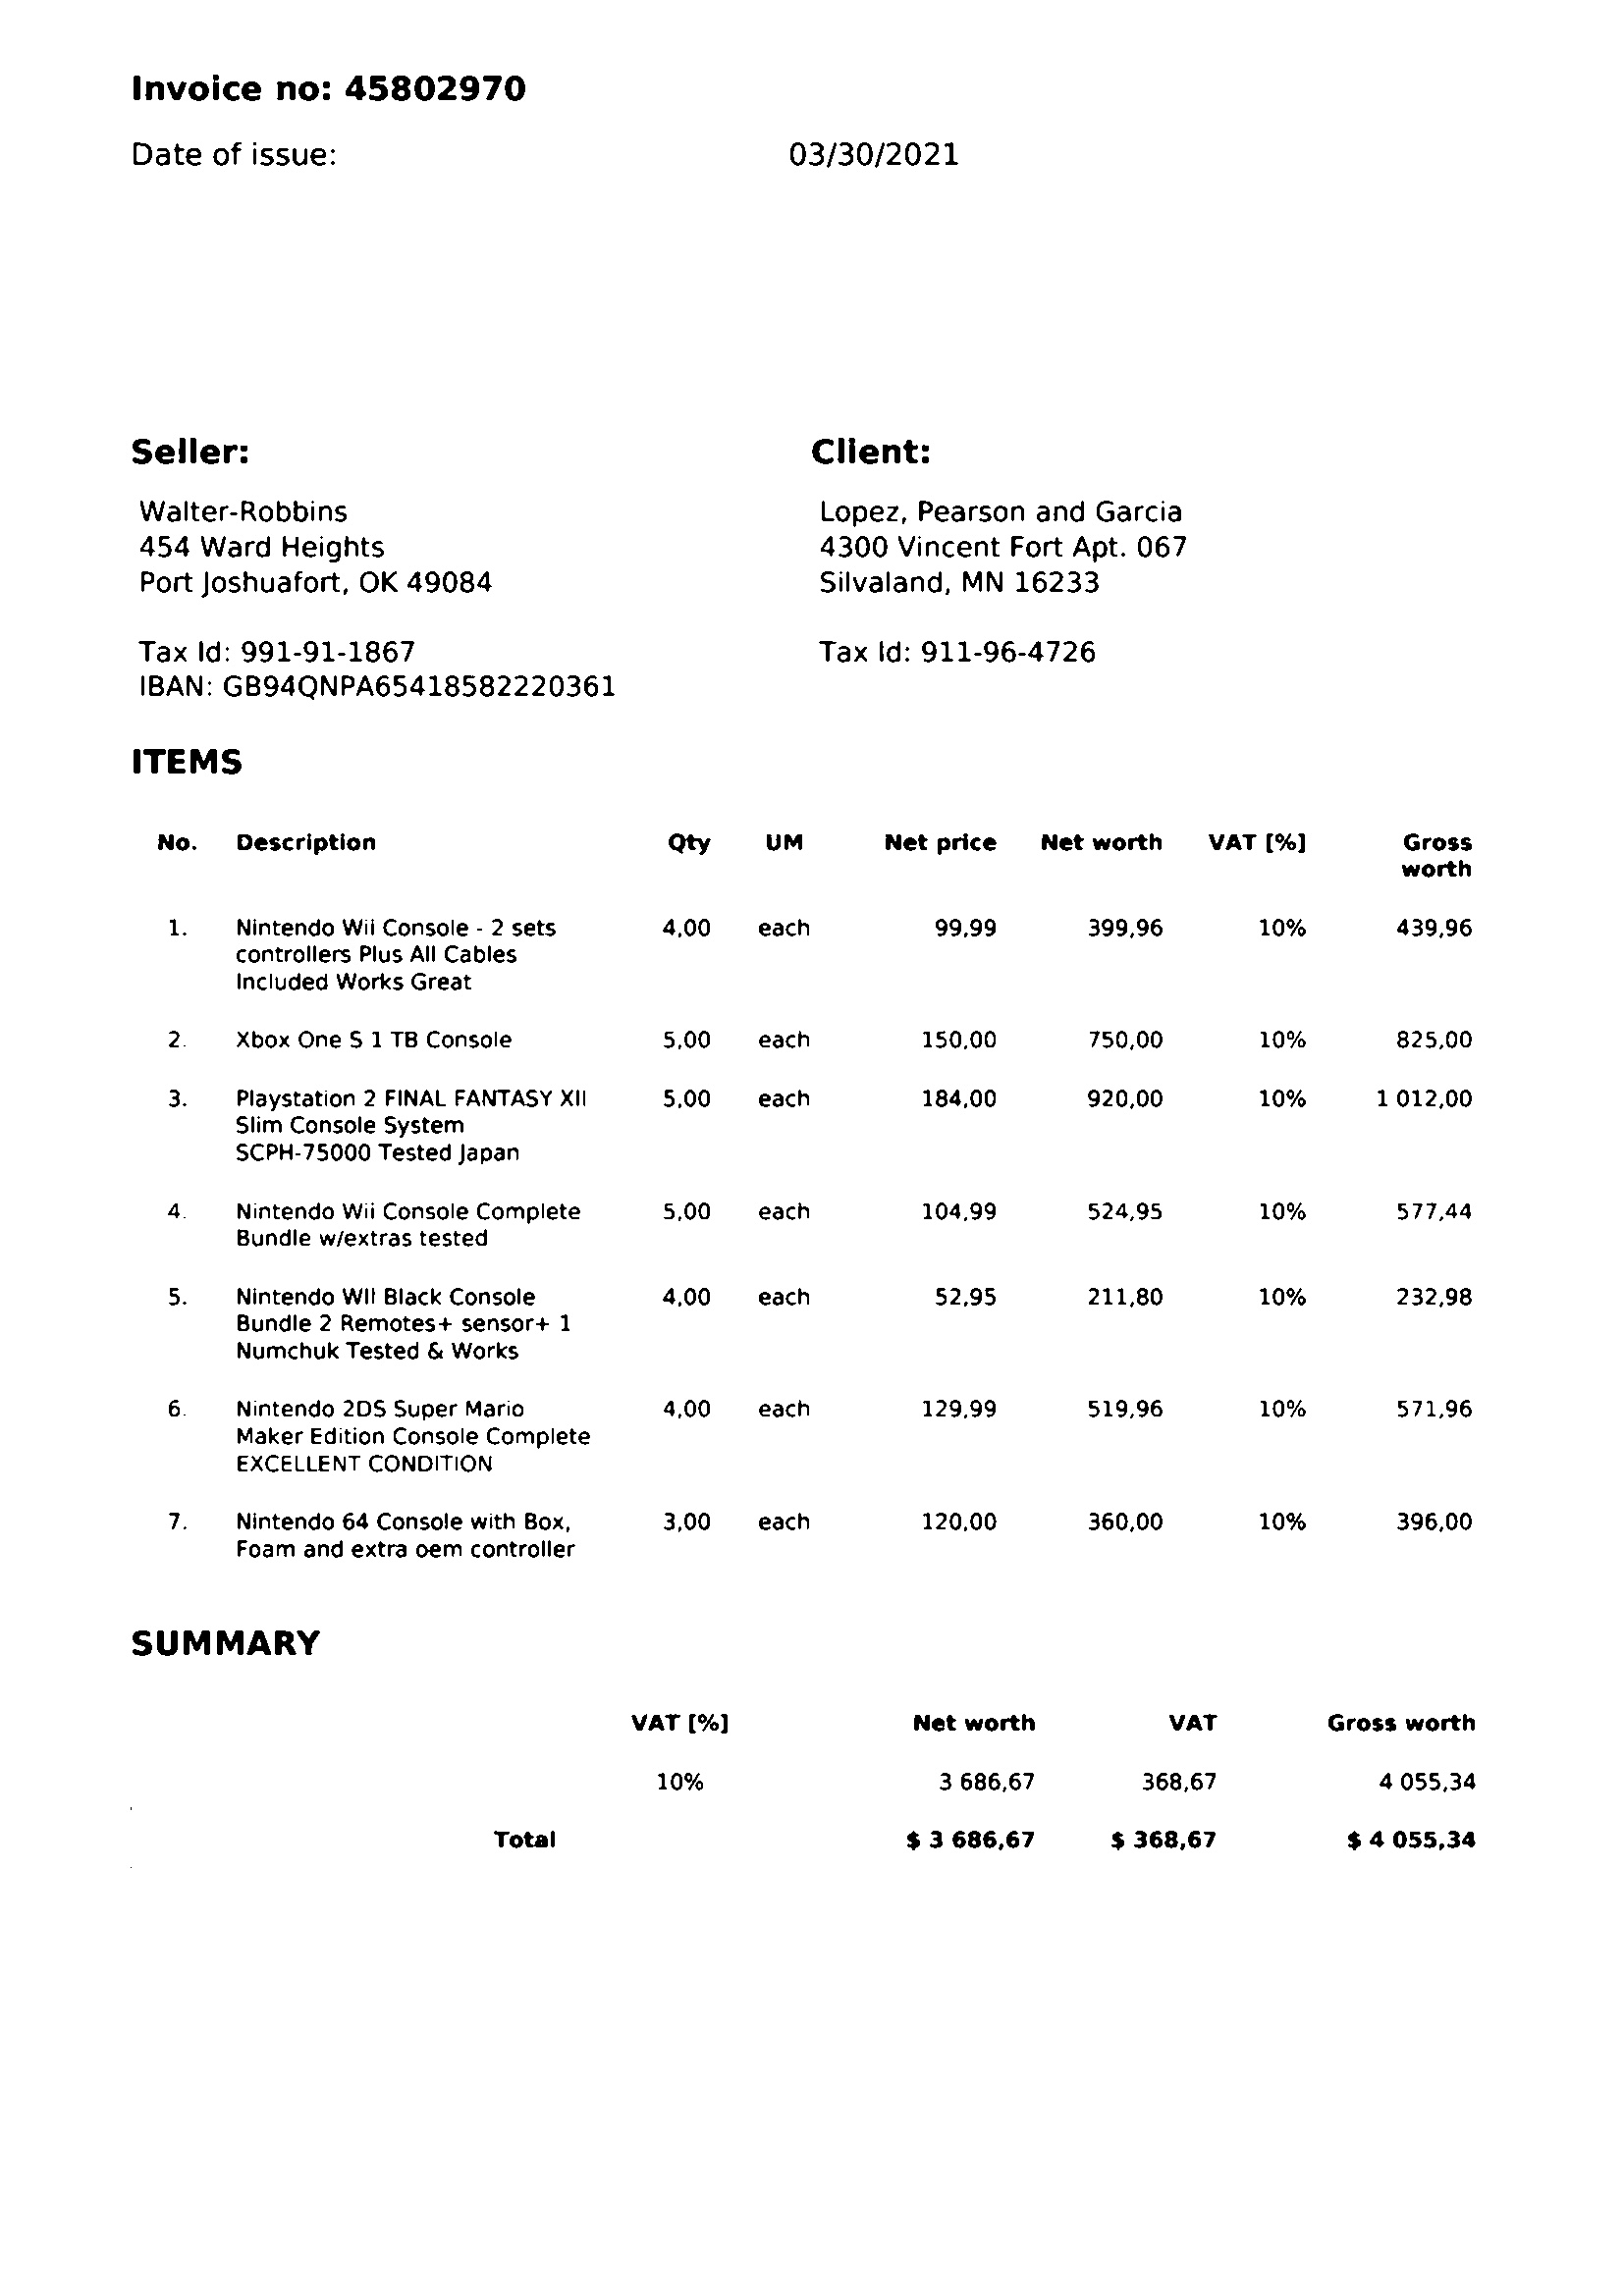 Invoice no: 45802970
Date of issue: 03/30/2021
Seller: Client:
Walter-Robbins Lopez, Pearson and Garcia
454 Ward Heights 4300 Vincent Fort Apt. 067
Port Joshuafort, OK 49084 Silvaland, MN 16233
Tax Id: 991-91-1867 Tax Id: 911-96-4726
IBAN: GB94QNPA65418582220361
ITEMS
No. Description Qty UM Net price Net worth VAT [%] Gross
worth
1. Nintendo Wii Console - 2 sets 4,00 each 99,99 399,96 10% 439,96
controllers Plus All Cables
Included Works Great
2. Xbox One S 1 TB Console 5,00 each 150,00 750,00 10% 825,00
3. Playstation 2 FINAL FANTASY XII 5,00 each 184,00 920,00 10% 1 012,00
Slim Console System
SCPH-75000 Tested Japan
4. Nintendo Wii Console Complete 5,00 each 104,99 524,95 10% 577,44
Bundle w/extras tested
5. Nintendo WII Black Console 4,00 each 52,95 211,80 10% 232,98
Bundle 2 Remotes+ sensor+ 1
Numchuk Tested & Works
6. Nintendo 2DS Super Mario 4,00 each 129,99 519,96 10% 571,96
Maker Edition Console Complete
EXCELLENT CONDITION
7. Nintendo 64 Console with Box, 3,00 each 120,00 360,00 10% 396,00
Foam and extra oem controller
SUMMARY
VAT [%] Net worth VAT Gross worth
10% 3 686,67 368,67 4 055,34
Total $ 3 686,67 $ 368,67 $ 4 055,34